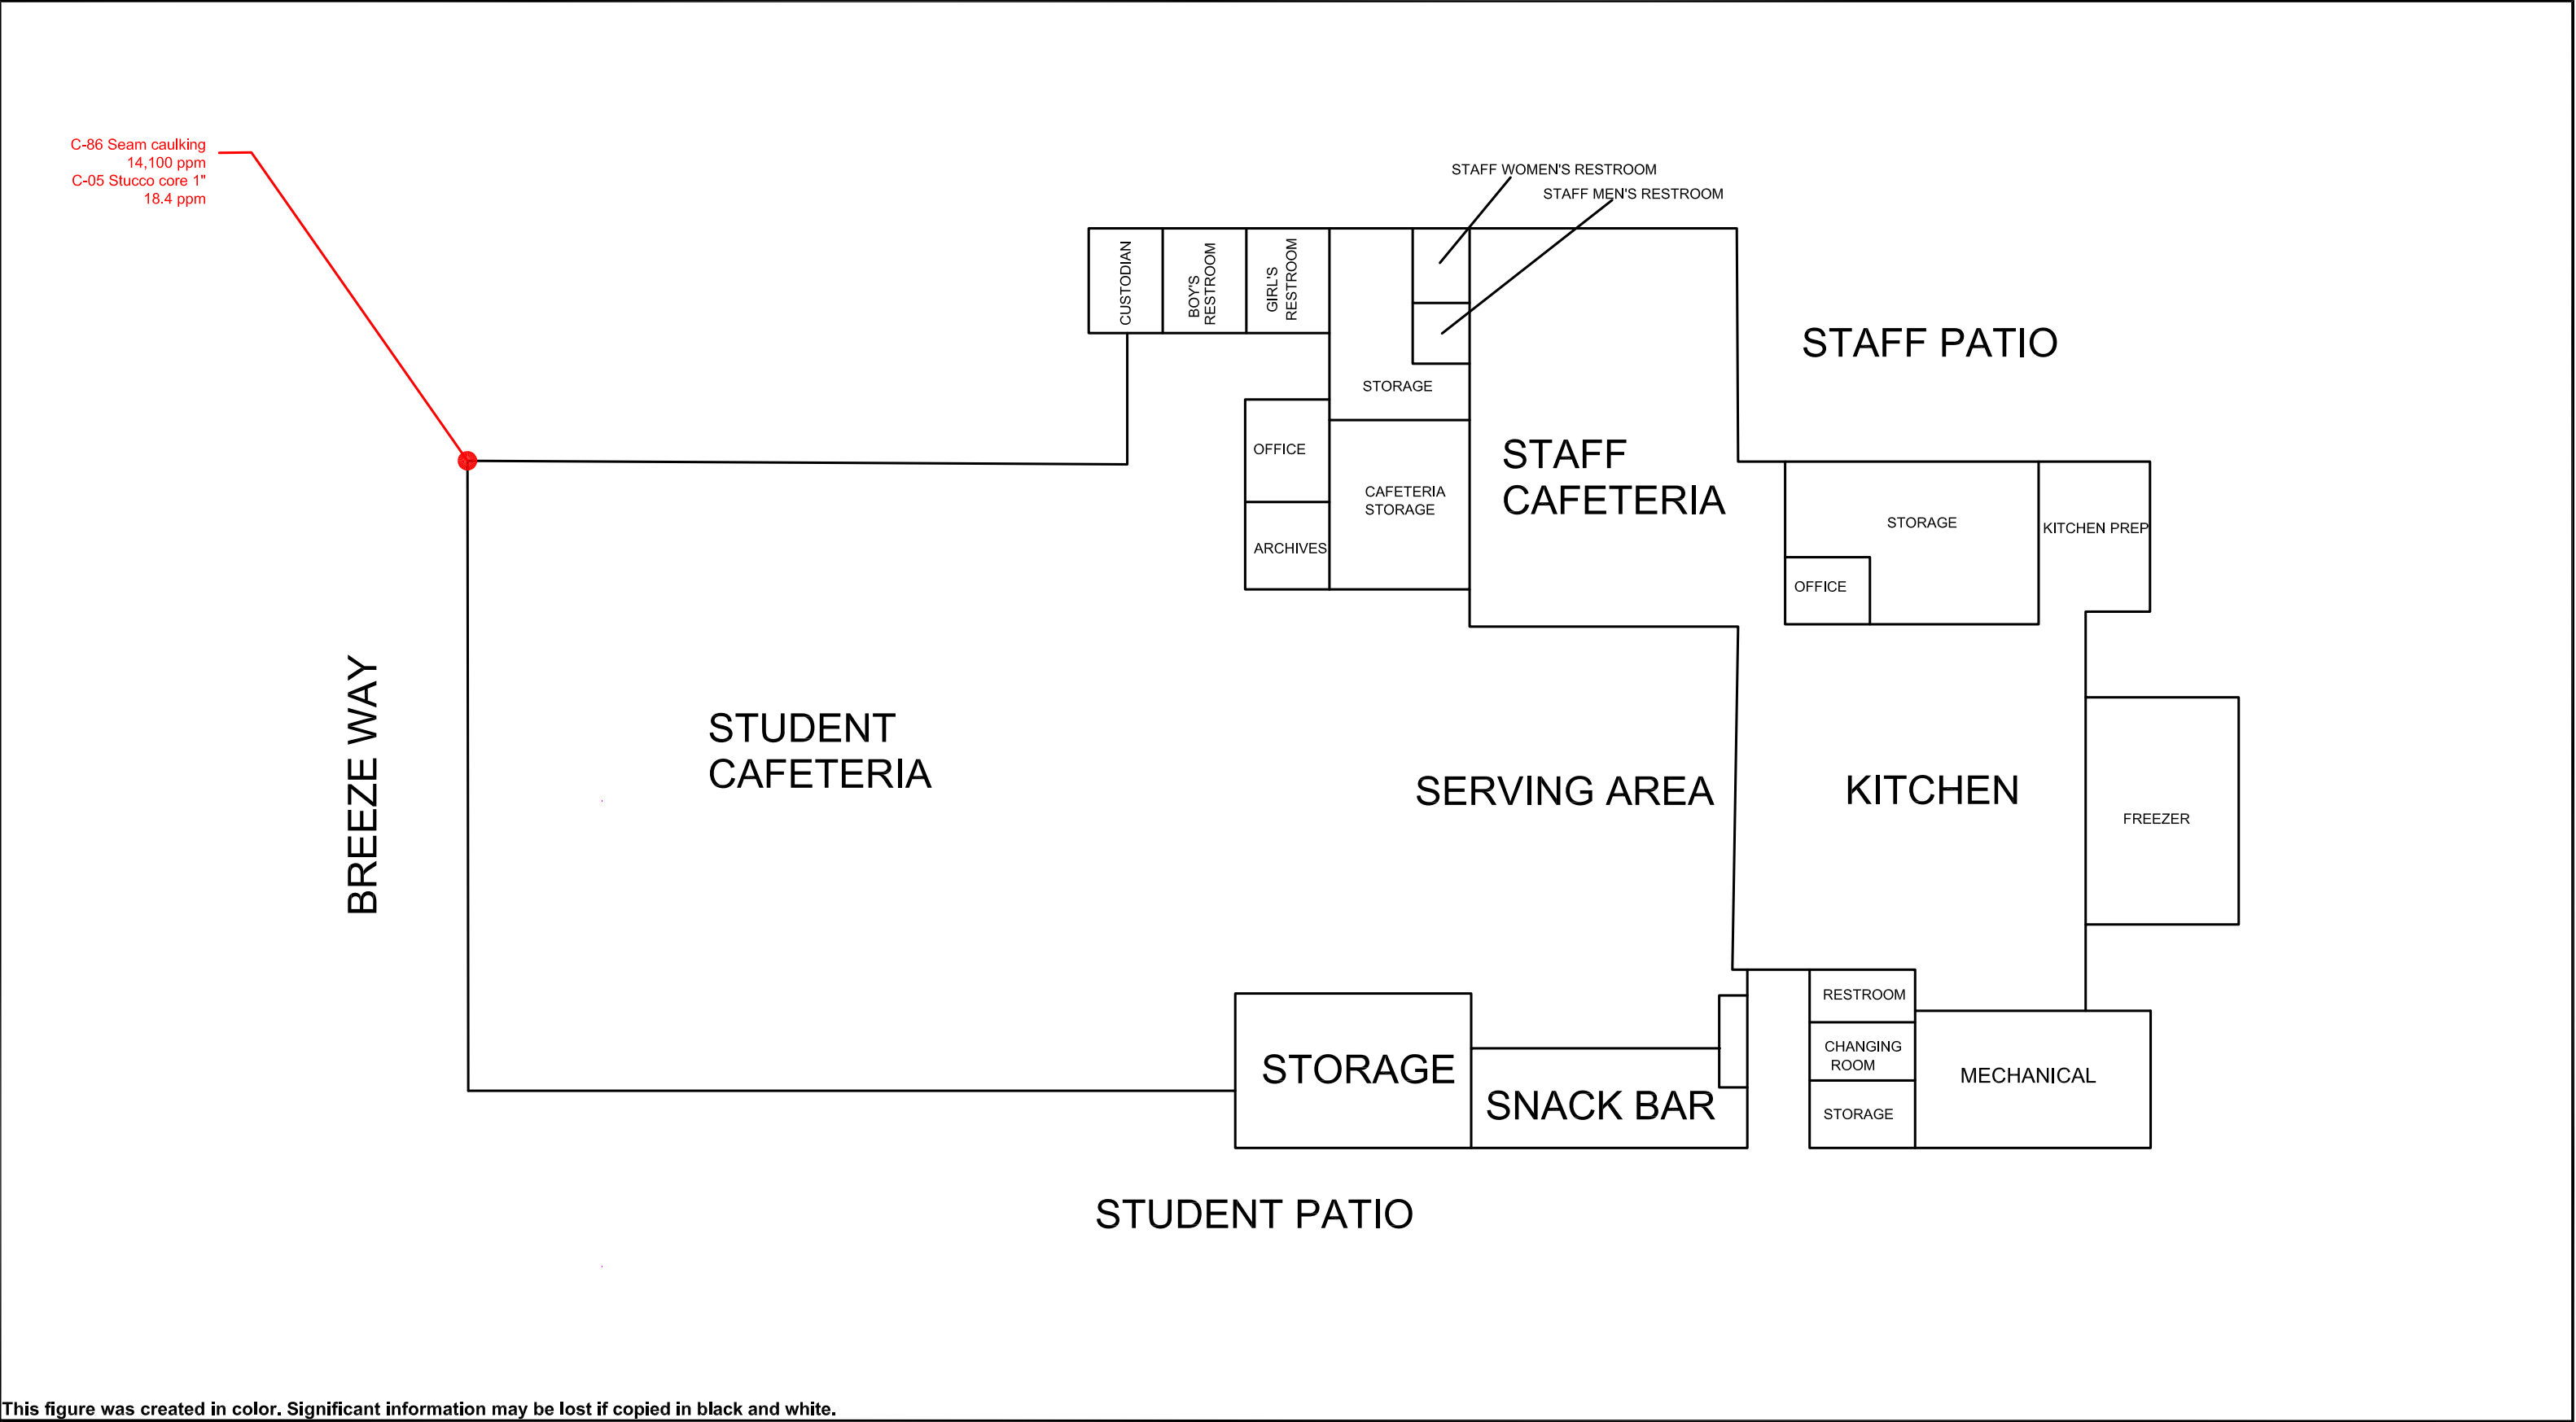 C-86 Seam caulking
14,100 ppm
C-05 Stucco core 1"
18.4 ppm
STAFF WOMEN'S RESTROOM
STAFF MEN'S RESTROOM
CUSTODIAN
BOY'S
RESTROOM
GIRL'S
RESTROOM
STORAGE
STAFF PATIO
OFFICE
CAFETERIA
STORAGE
ARCHIVES
STAFF
CAFETERIA
STORAGE
KITCHEN PREP
OFFICE
BREEZE WAY
STUDENT
CAFETERIA
SERVING AREA
KITCHEN
FREEZER
STORAGE
SNACK BAR
RESTROOM
CHANGING
ROOM
STORAGE
MECHANICAL
STUDENT PATIO
This figure was created in color. Significant information may be lost if copied in black and white.